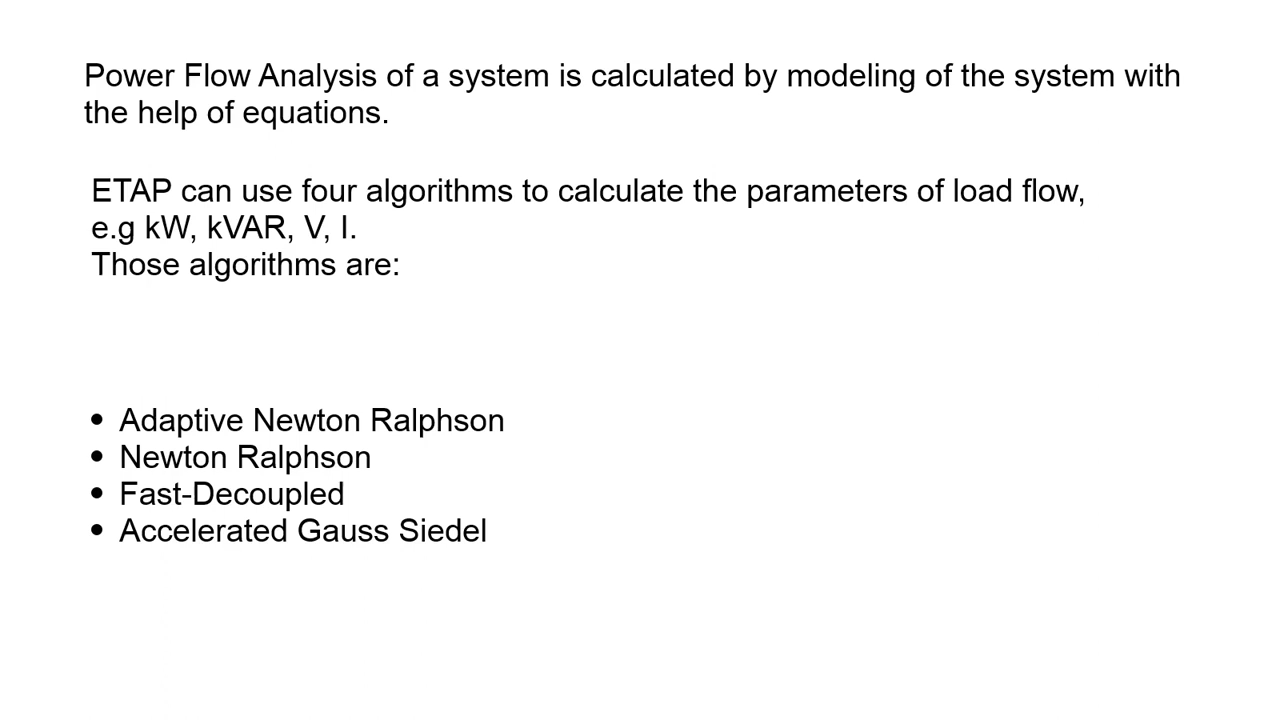 Power Flow Analysis of a system is calculated by modeling of the system with
the help of equations.
ETAP can use four algorithms to calculate the parameters of load flow,
e.g kW, kVAR, V, I.
Those algorithms are:
• Adaptive Newton Ralphson
• Newton Ralphson
• Fast-Decoupled
• Accelerated Gauss Siedel